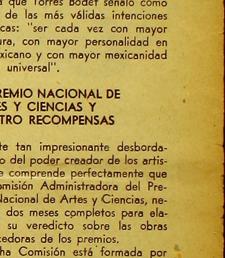 que Torres Bodet señaló como
de las más válidas intenciones
cas: "ser cada vez con mayor
ura, con mayor personalidad en
xicano y con mayor mexicanidad
universal".
REMIO NACIONAL DE
ES Y CIENCIAS Y
TRO RECOMPENSAS
te tan impresionante desborda-
o del poder creador de los artis-
e comprende perfectamente que
omisión Administradora del Pre-
Nacional de Artes y Ciencias, ne-
dos meses completos para ela-
su veredicto sobre las obras
cedoras de los premios.
ha Comisión está formada por